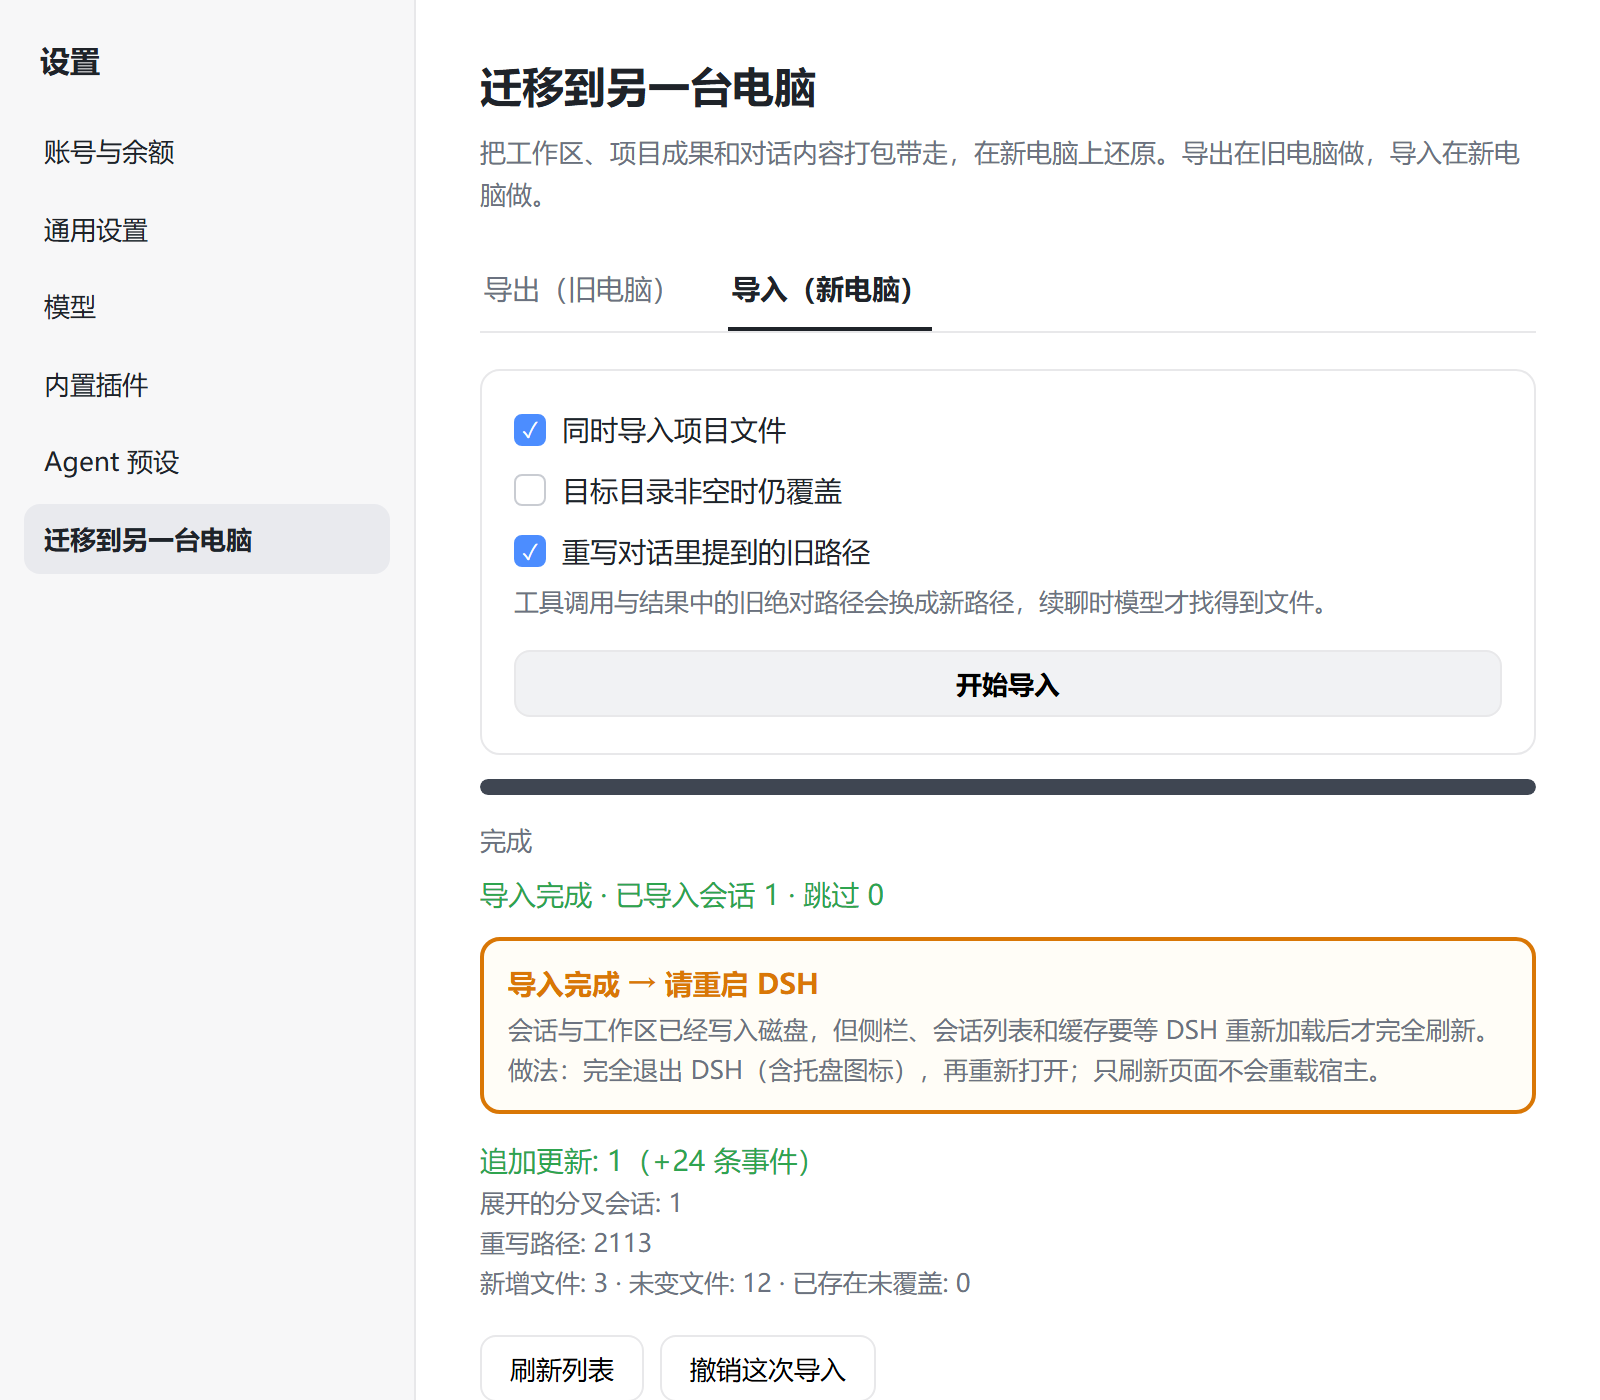 设置
账号与余额
通用设置
模型
内置插件
Agent 预设
迁移到另一台电脑
迁移到另一台电脑
把工作区、项目成果和对话内容打包带走，在新电脑上还原。导出在旧电脑做，导入在新电
脑做。
导出（旧电脑）
导入（新电脑）
同时导入项目文件
目标目录非空时仍覆盖
重写对话里提到的旧路径
工具调用与结果中的旧绝对路径会换成新路径，续聊时模型才找得到文件。
开始导入
完成
导入完成 · 已导入会话 1 · 跳过 0
导入完成 → 请重启 DSH
会话与工作区已经写入磁盘，但侧栏、会话列表和缓存要等 DSH 重新加载后才完全刷新。
做法：完全退出 DSH（含托盘图标），再重新打开；只刷新页面不会重载宿主。
追加更新: 1（+24 条事件）
展开的分叉会话: 1
重写路径: 2113
新增文件: 3 · 未变文件: 12 · 已存在未覆盖: 0
刷新列表
撤销这次导入